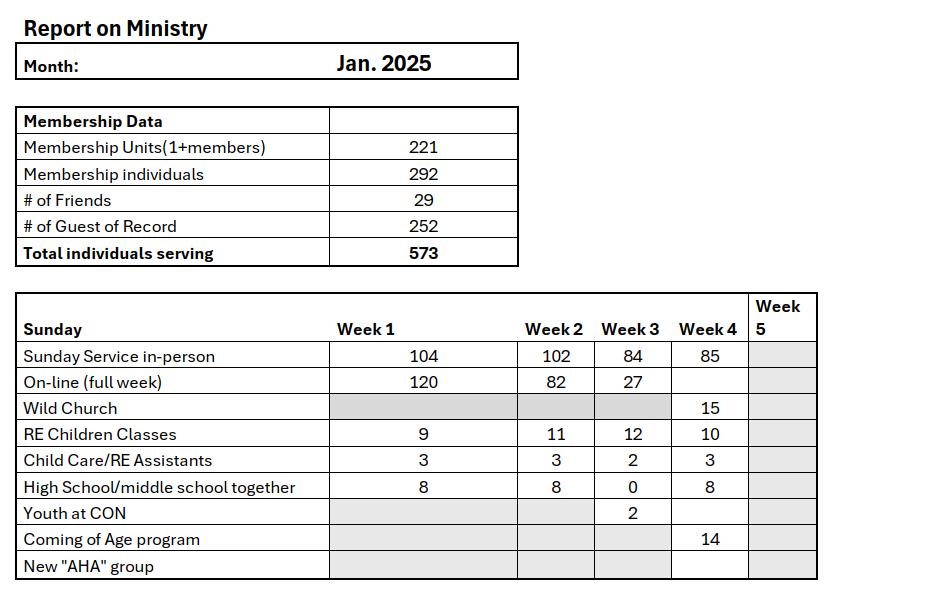 Report on Ministry
Month: Jan. 2025
Membership Data
Membership Units(1+members) 221
Membership individuals 292
# of Friends 29
# of Guest of Record 252
Total individuals serving 573
Week
Sunday Week 1 Week 2 Week 3 Week 4 5
Sunday Service in-person 104 102 84 85
On-line (full week) 120 82 27
Wild Church 15
RE Children Classes 9 11 12 10
Child Care/RE Assistants 3 3 2 3
High School/middle school together 8 8 0 8
Youth at CON 2
Coming of Age program 14
New "AHA" group